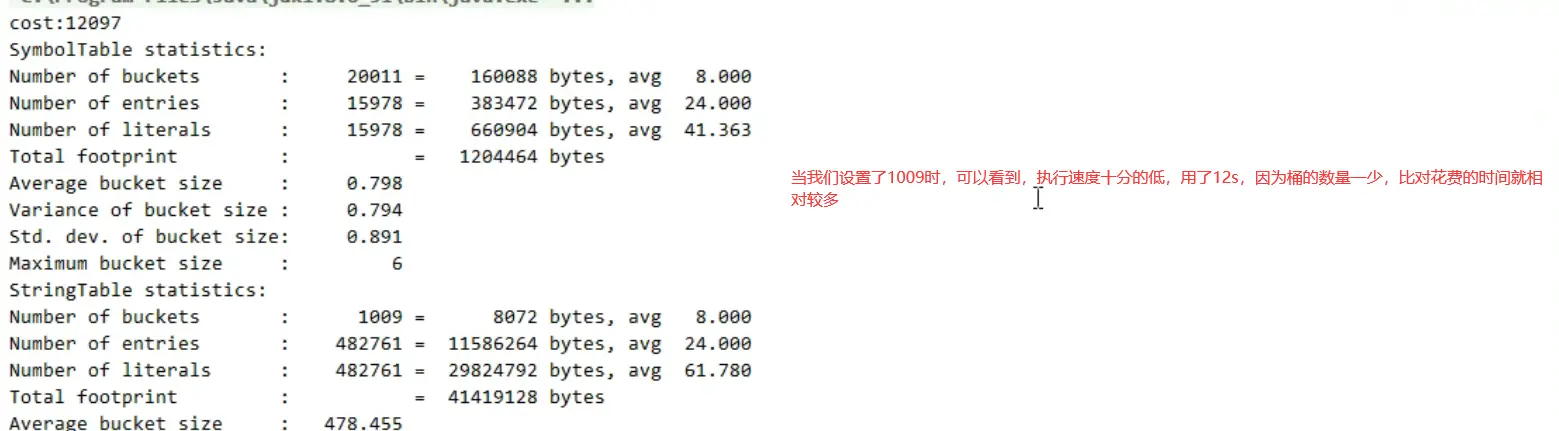 cost:12097
SymbolTable statistics:
Number of buckets       :     20011 =    160088 bytes, avg   8.000
Number of entries       :     15978 =    383472 bytes, avg  24.000
Number of literals      :     15978 =    660904 bytes, avg  41.363
Total footprint         :           =   1204464 bytes
Average bucket size     :     0.798
Variance of bucket size :     0.794
Std. dev. of bucket size:     0.891
Maximum bucket size     :         6
StringTable statistics:
Number of buckets       :      1009 =      8072 bytes, avg   8.000
Number of entries       :    482761 =  11586264 bytes, avg  24.000
Number of literals      :    482761 =  29824792 bytes, avg  61.780
Total footprint         :           =  41419128 bytes
Average bucket size     :   478.455
当我们设置了1009时，可以看到，执行速度十分的低，用了12s，因为桶的数量一少，比对花费的时间就相
对较多